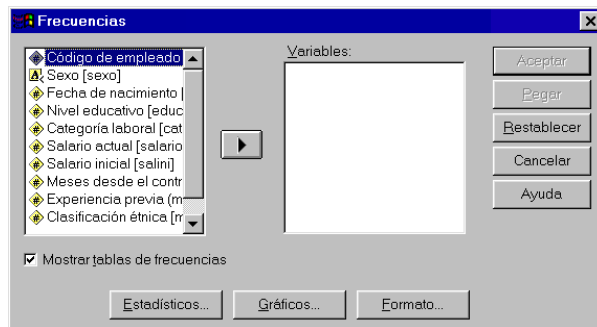 Frecuencias
Código de empleado
Sexo [sexo]
Fecha de nacimiento [
Nivel educativo [educ
Categoría laboral [cat
Salario actual [salario
Salario inicial [salini]
Meses desde el contr
Experiencia previa (m
Clasificación étnica [m
Variables:
Aceptar
Pegar
Restablecer
Cancelar
Ayuda
Mostrar tablas de frecuencias
Estadísticos...
Gráficos...
Formato...